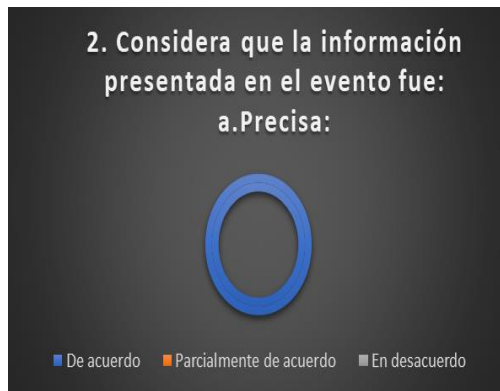 2. Considera que la información
presentada en el evento fue:
a.Precisa:
De acuerdo Parcialmente de acuerdo En desacuerdo